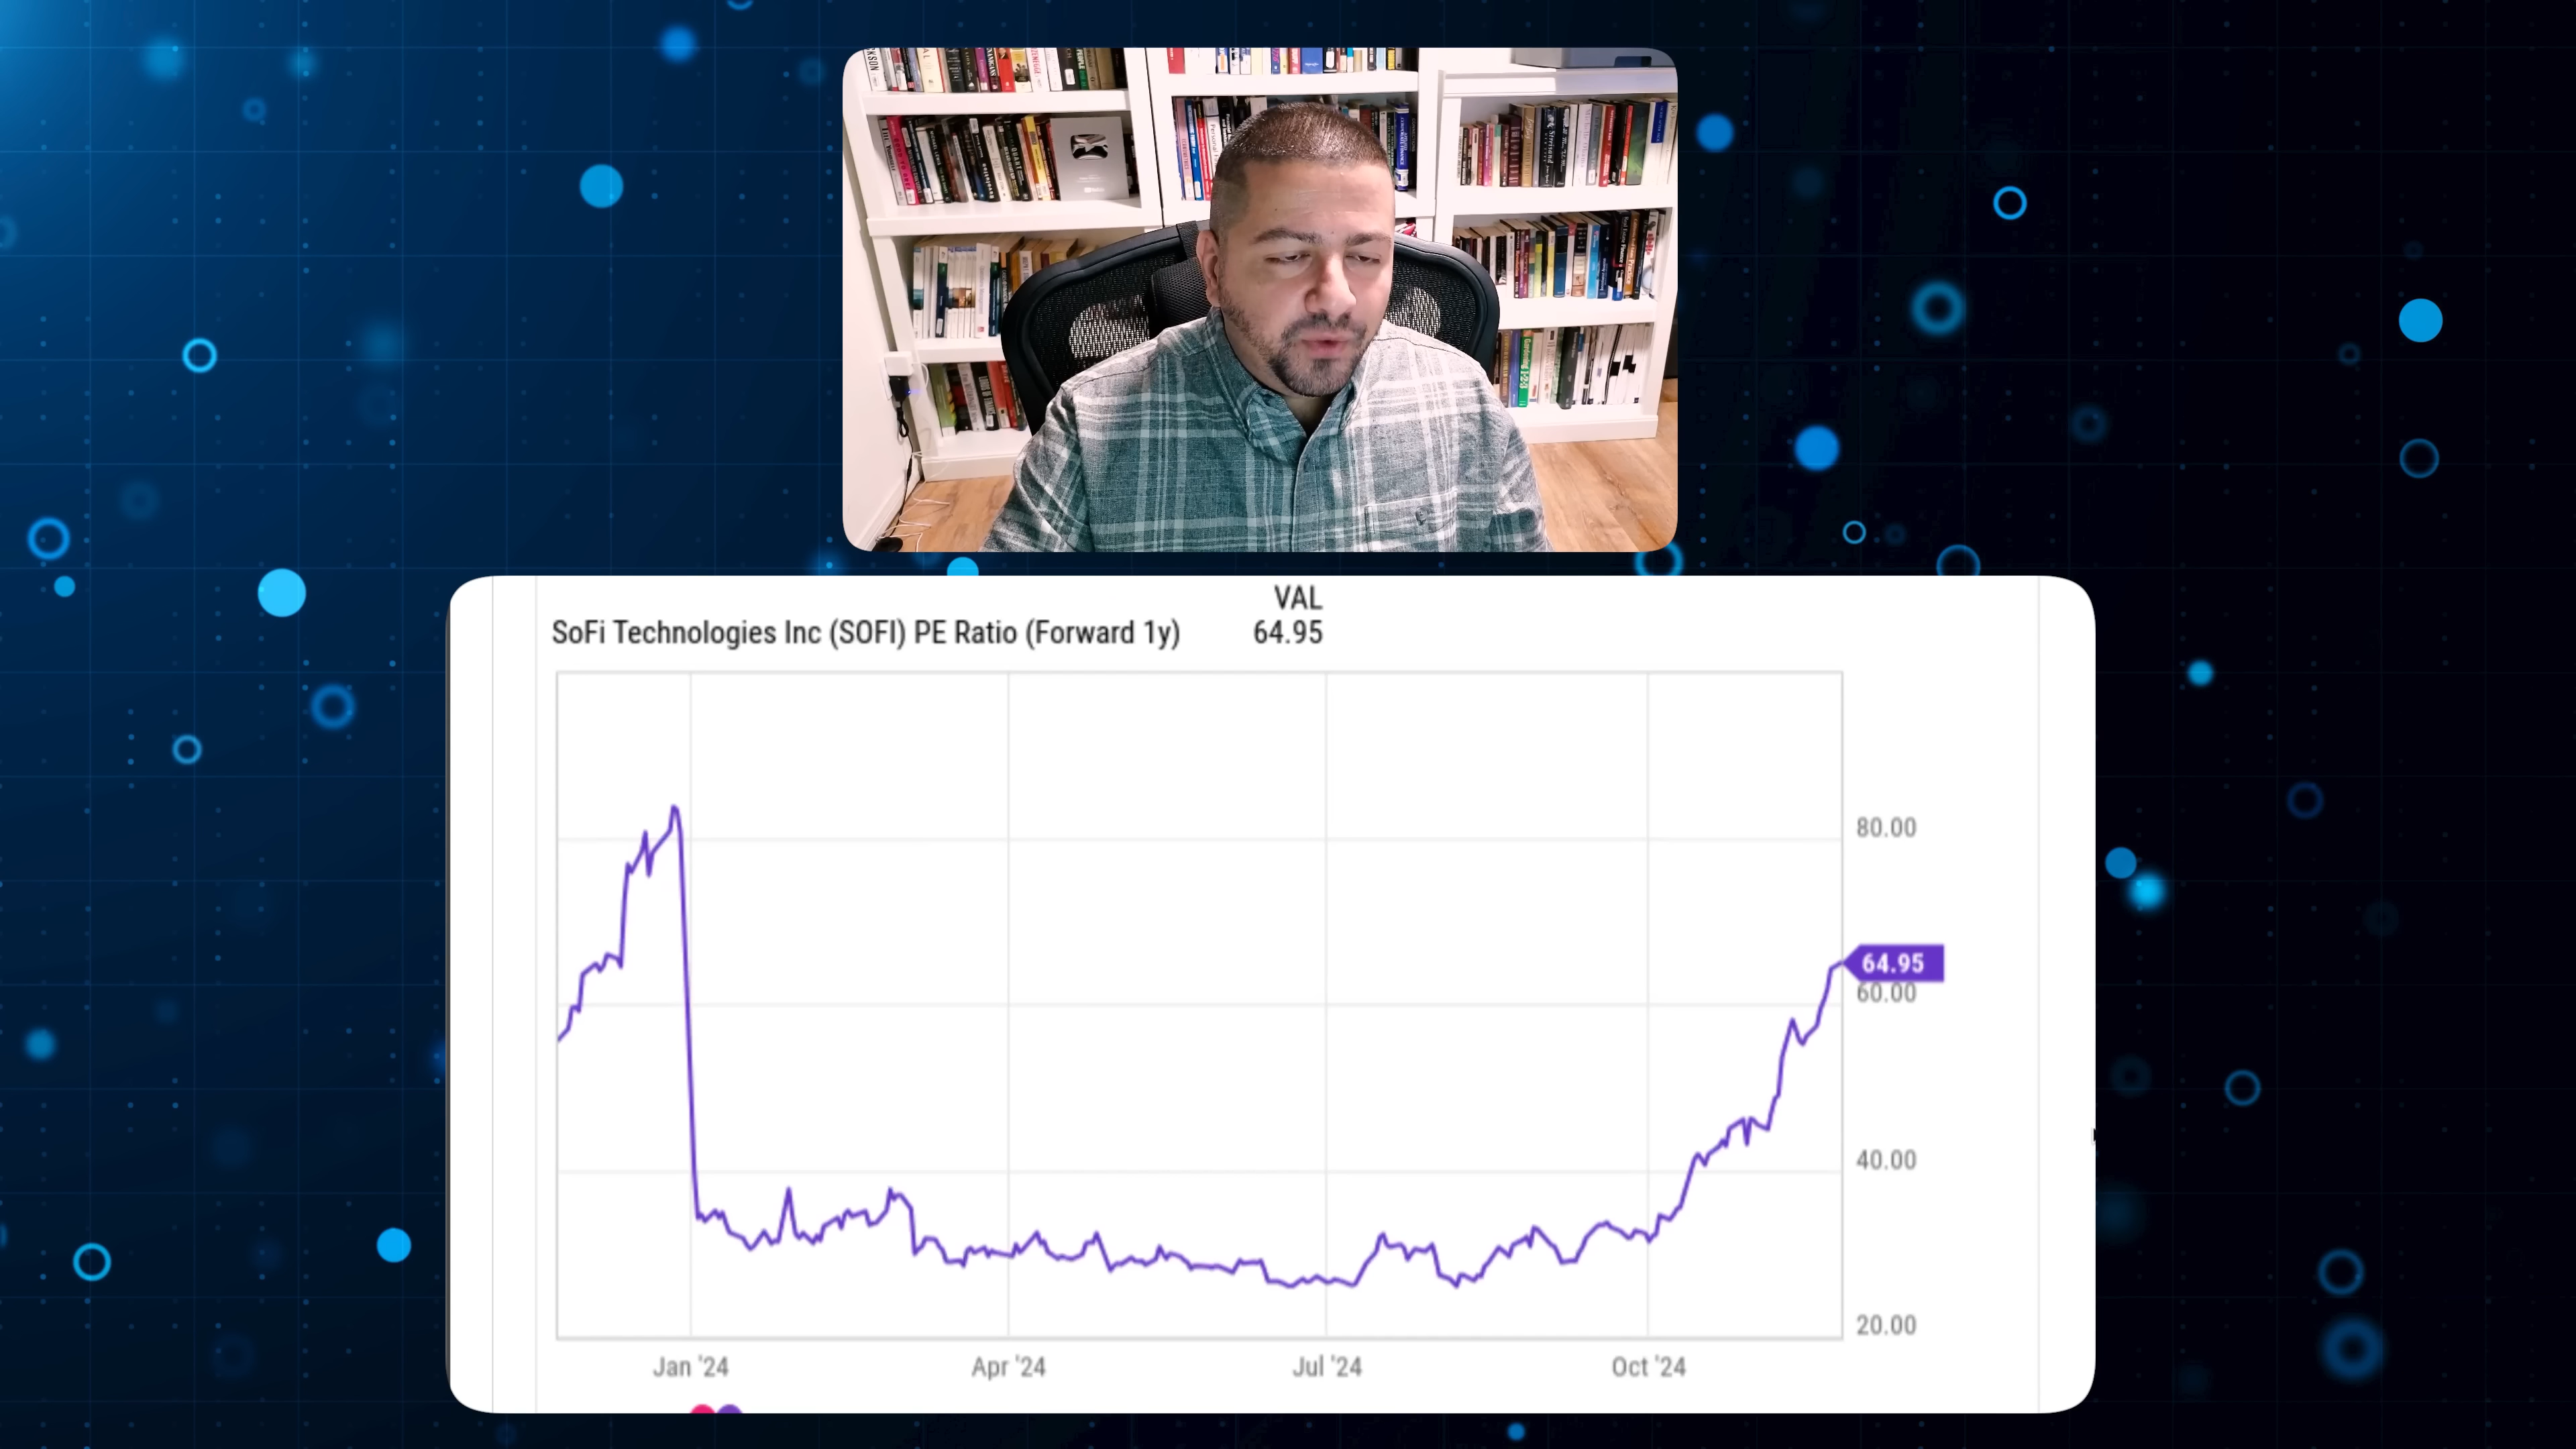 VAL
SoFi Technologies Inc (SOFI) PE Ratio (Forward 1y) 64.95
80.00
64.95
60.00
40.00
20.00
Jan '24 Apr '24 Jul '24 Oct '24